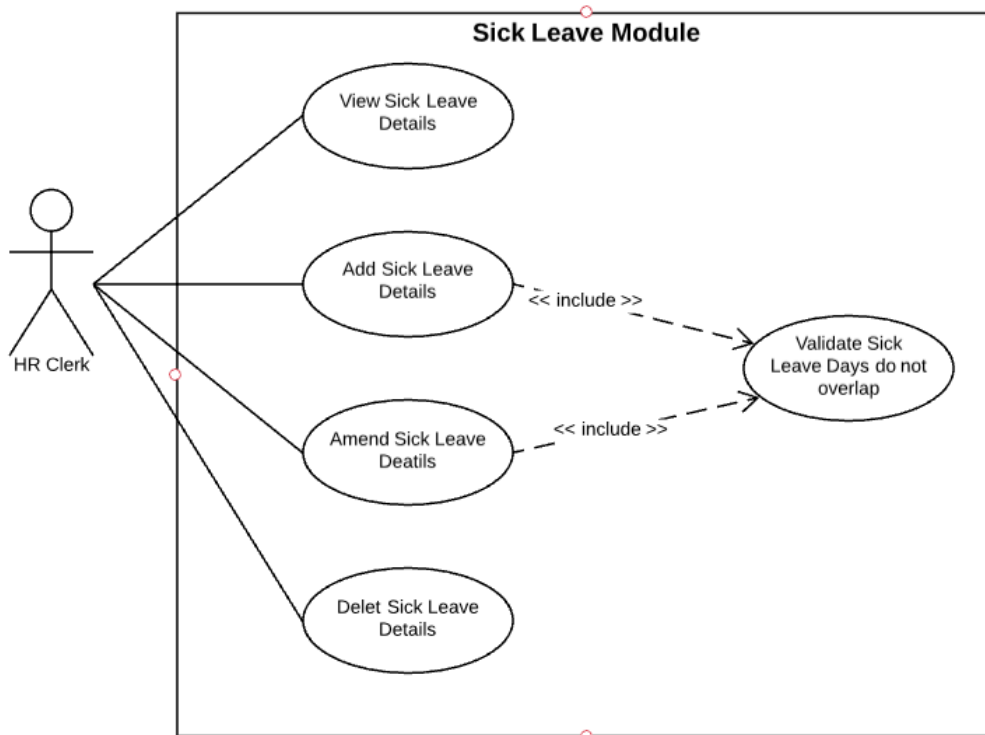 Sick Leave Module
View Sick Leave
Details
Add Sick Leave
Details
<< include >>
Validate Sick
Leave Days do not
overlap
HR Clerk
Amend Sick Leave
Deatils
<< include >>
Delet Sick Leave
Details